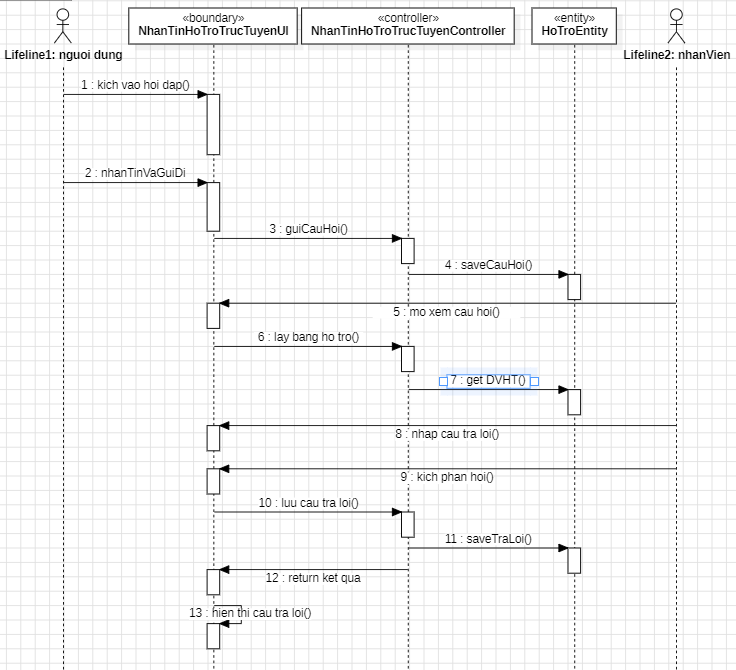 «boundary»
NhanTinHoTroTrucTuyenUI
«controller»
NhanTinHoTroTrucTuyenController
«entity»
HoTroEntity
Lifeline1: nguoi dung
Lifeline2: nhanVien
1 : kich vao hoi dap()
2 : nhanTinVaGuiDi
3 : guiCauHoi()
4 : saveCauHoi()
5 : mo xem cau hoi()
6 : lay bang ho tro()
7 : get DVHT()
8 : nhap cau tra loi()
9 : kich phan hoi()
10 : luu cau tra loi()
11 : saveTraLoi()
12 : return ket qua
13 : hien thi cau tra loi()